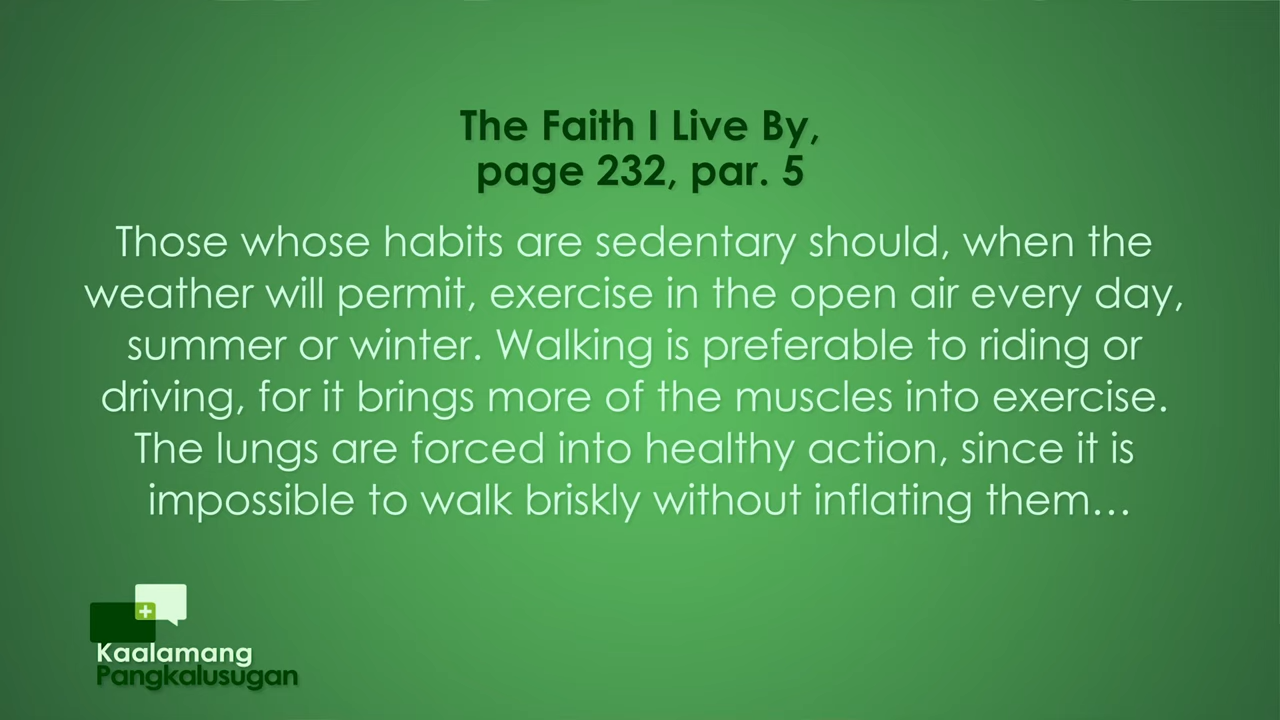 The Faith I Live By,
page 232, par. 5
Those whose habits are sedentary should, when the
weather will permit, exercise in the open air every day,
summer or winter. Walking is preferable to riding or
driving, for it brings more of the muscles into exercise.
The lungs are forced into healthy action, since it is
impossible to walk briskly without inflating them…
Kaalamang
Pangkalusugan